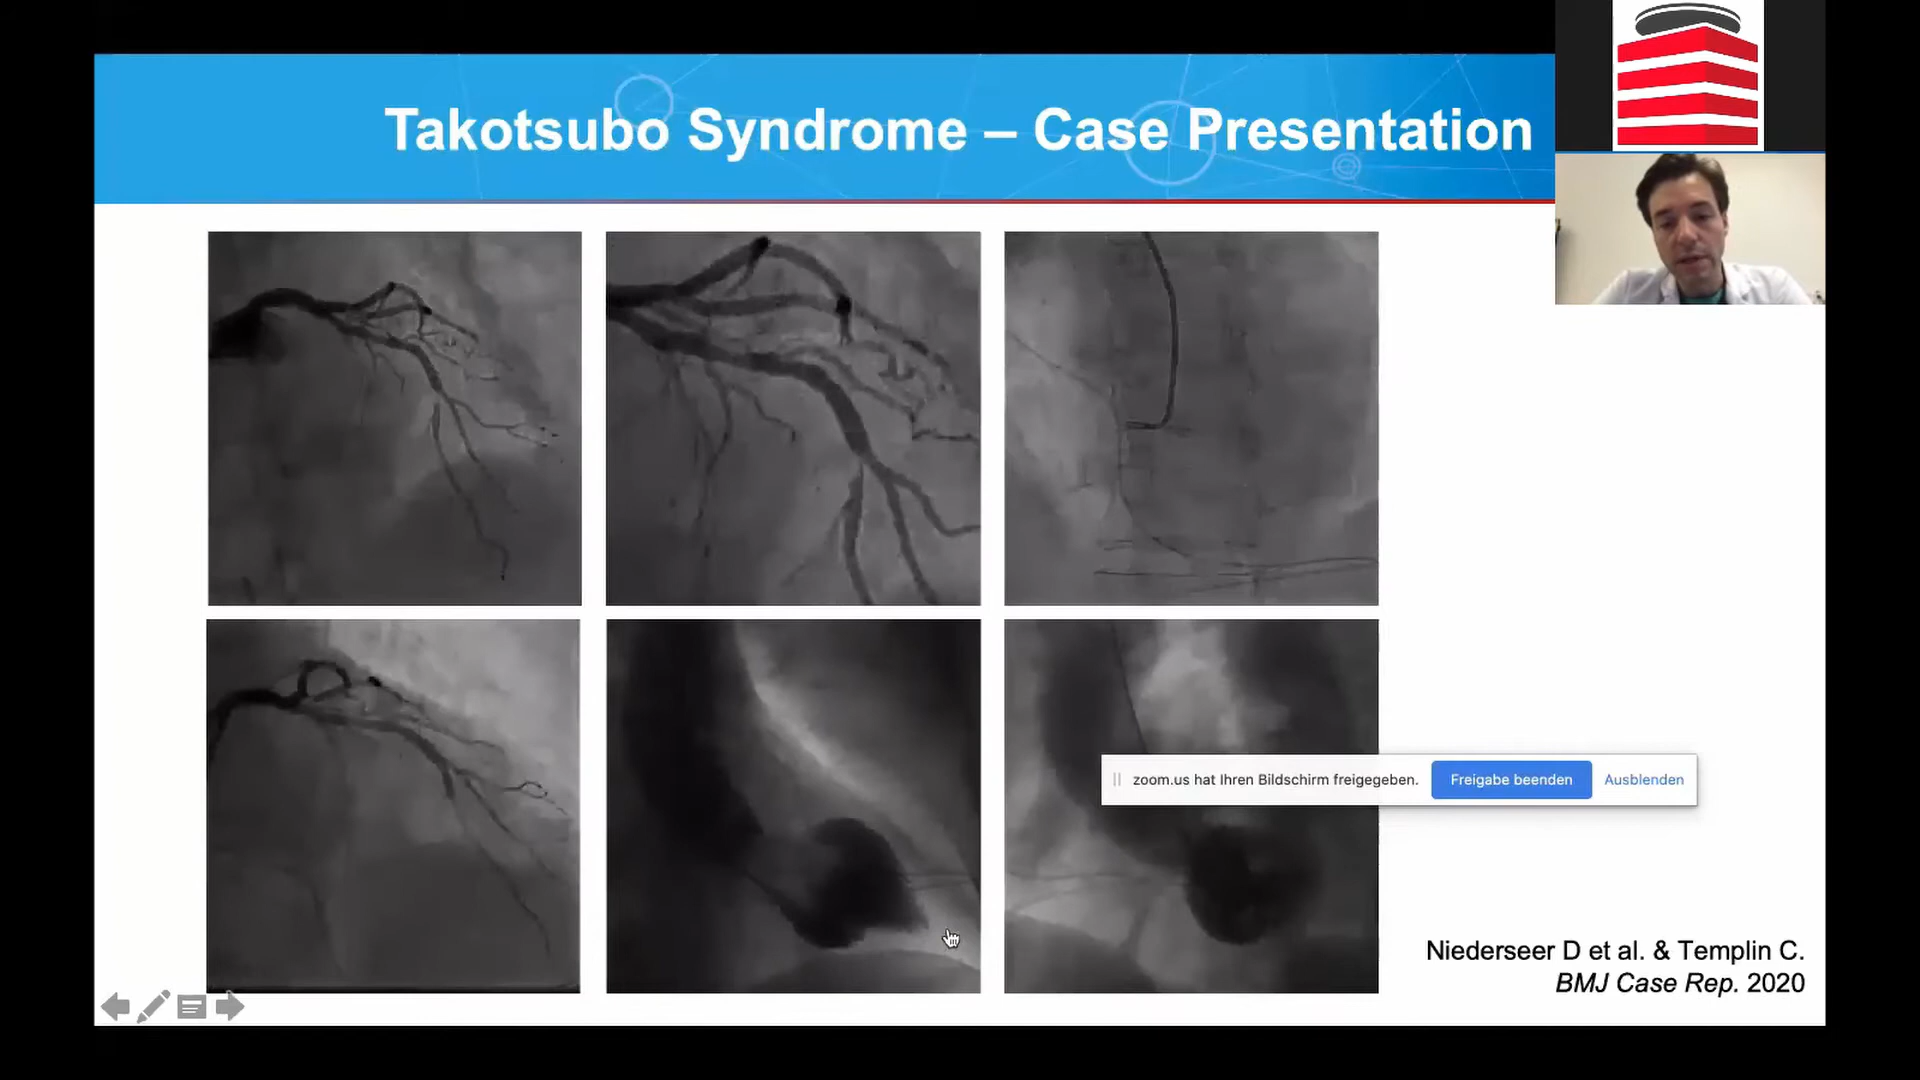 Takotsubo Syndrome – Case Presentation
zoom.us hat Ihren Bildschirm freigegeben. Freigabe beenden Ausblenden
Niederseer D et al. & Templin C.
BMJ Case Rep. 2020